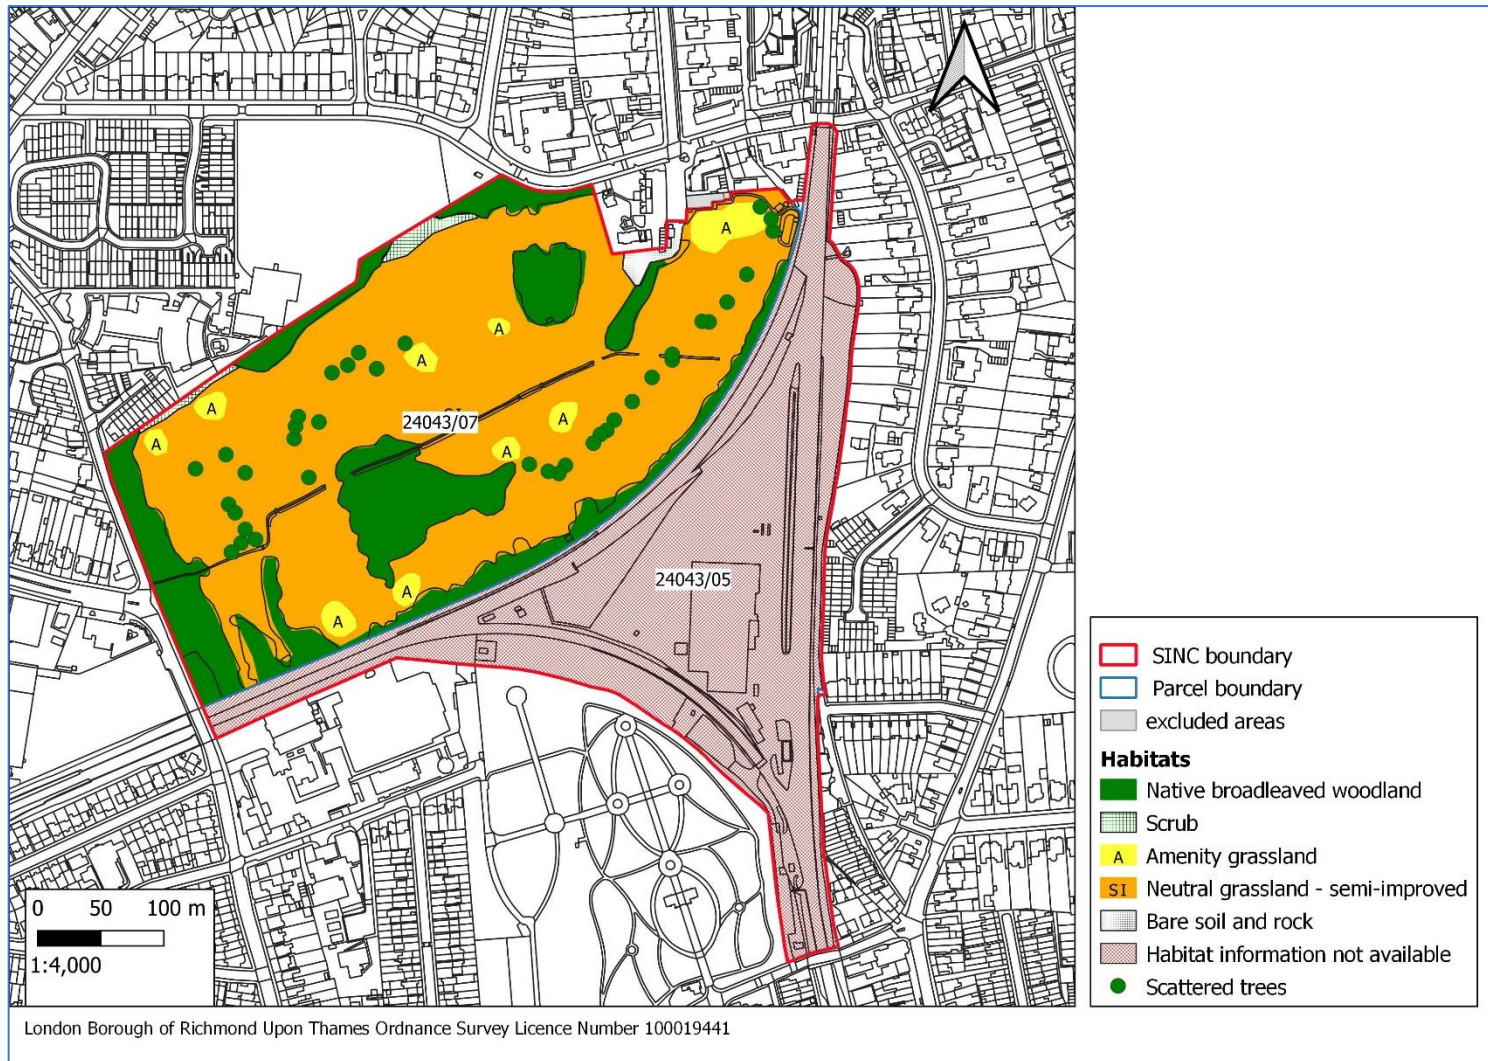 A
A
A
A
A
A
24043/07
A
A
A
24043/05
0 50 100 m
1:4,000
SINC boundary
Parcel boundary
excluded areas
Habitats
Native broadleaved woodland
Scrub
A Amenity grassland
SI Neutral grassland - semi-improved
Bare soil and rock
Habitat information not available
Scattered trees
London Borough of Richmond Upon Thames Ordnance Survey Licence Number 100019441